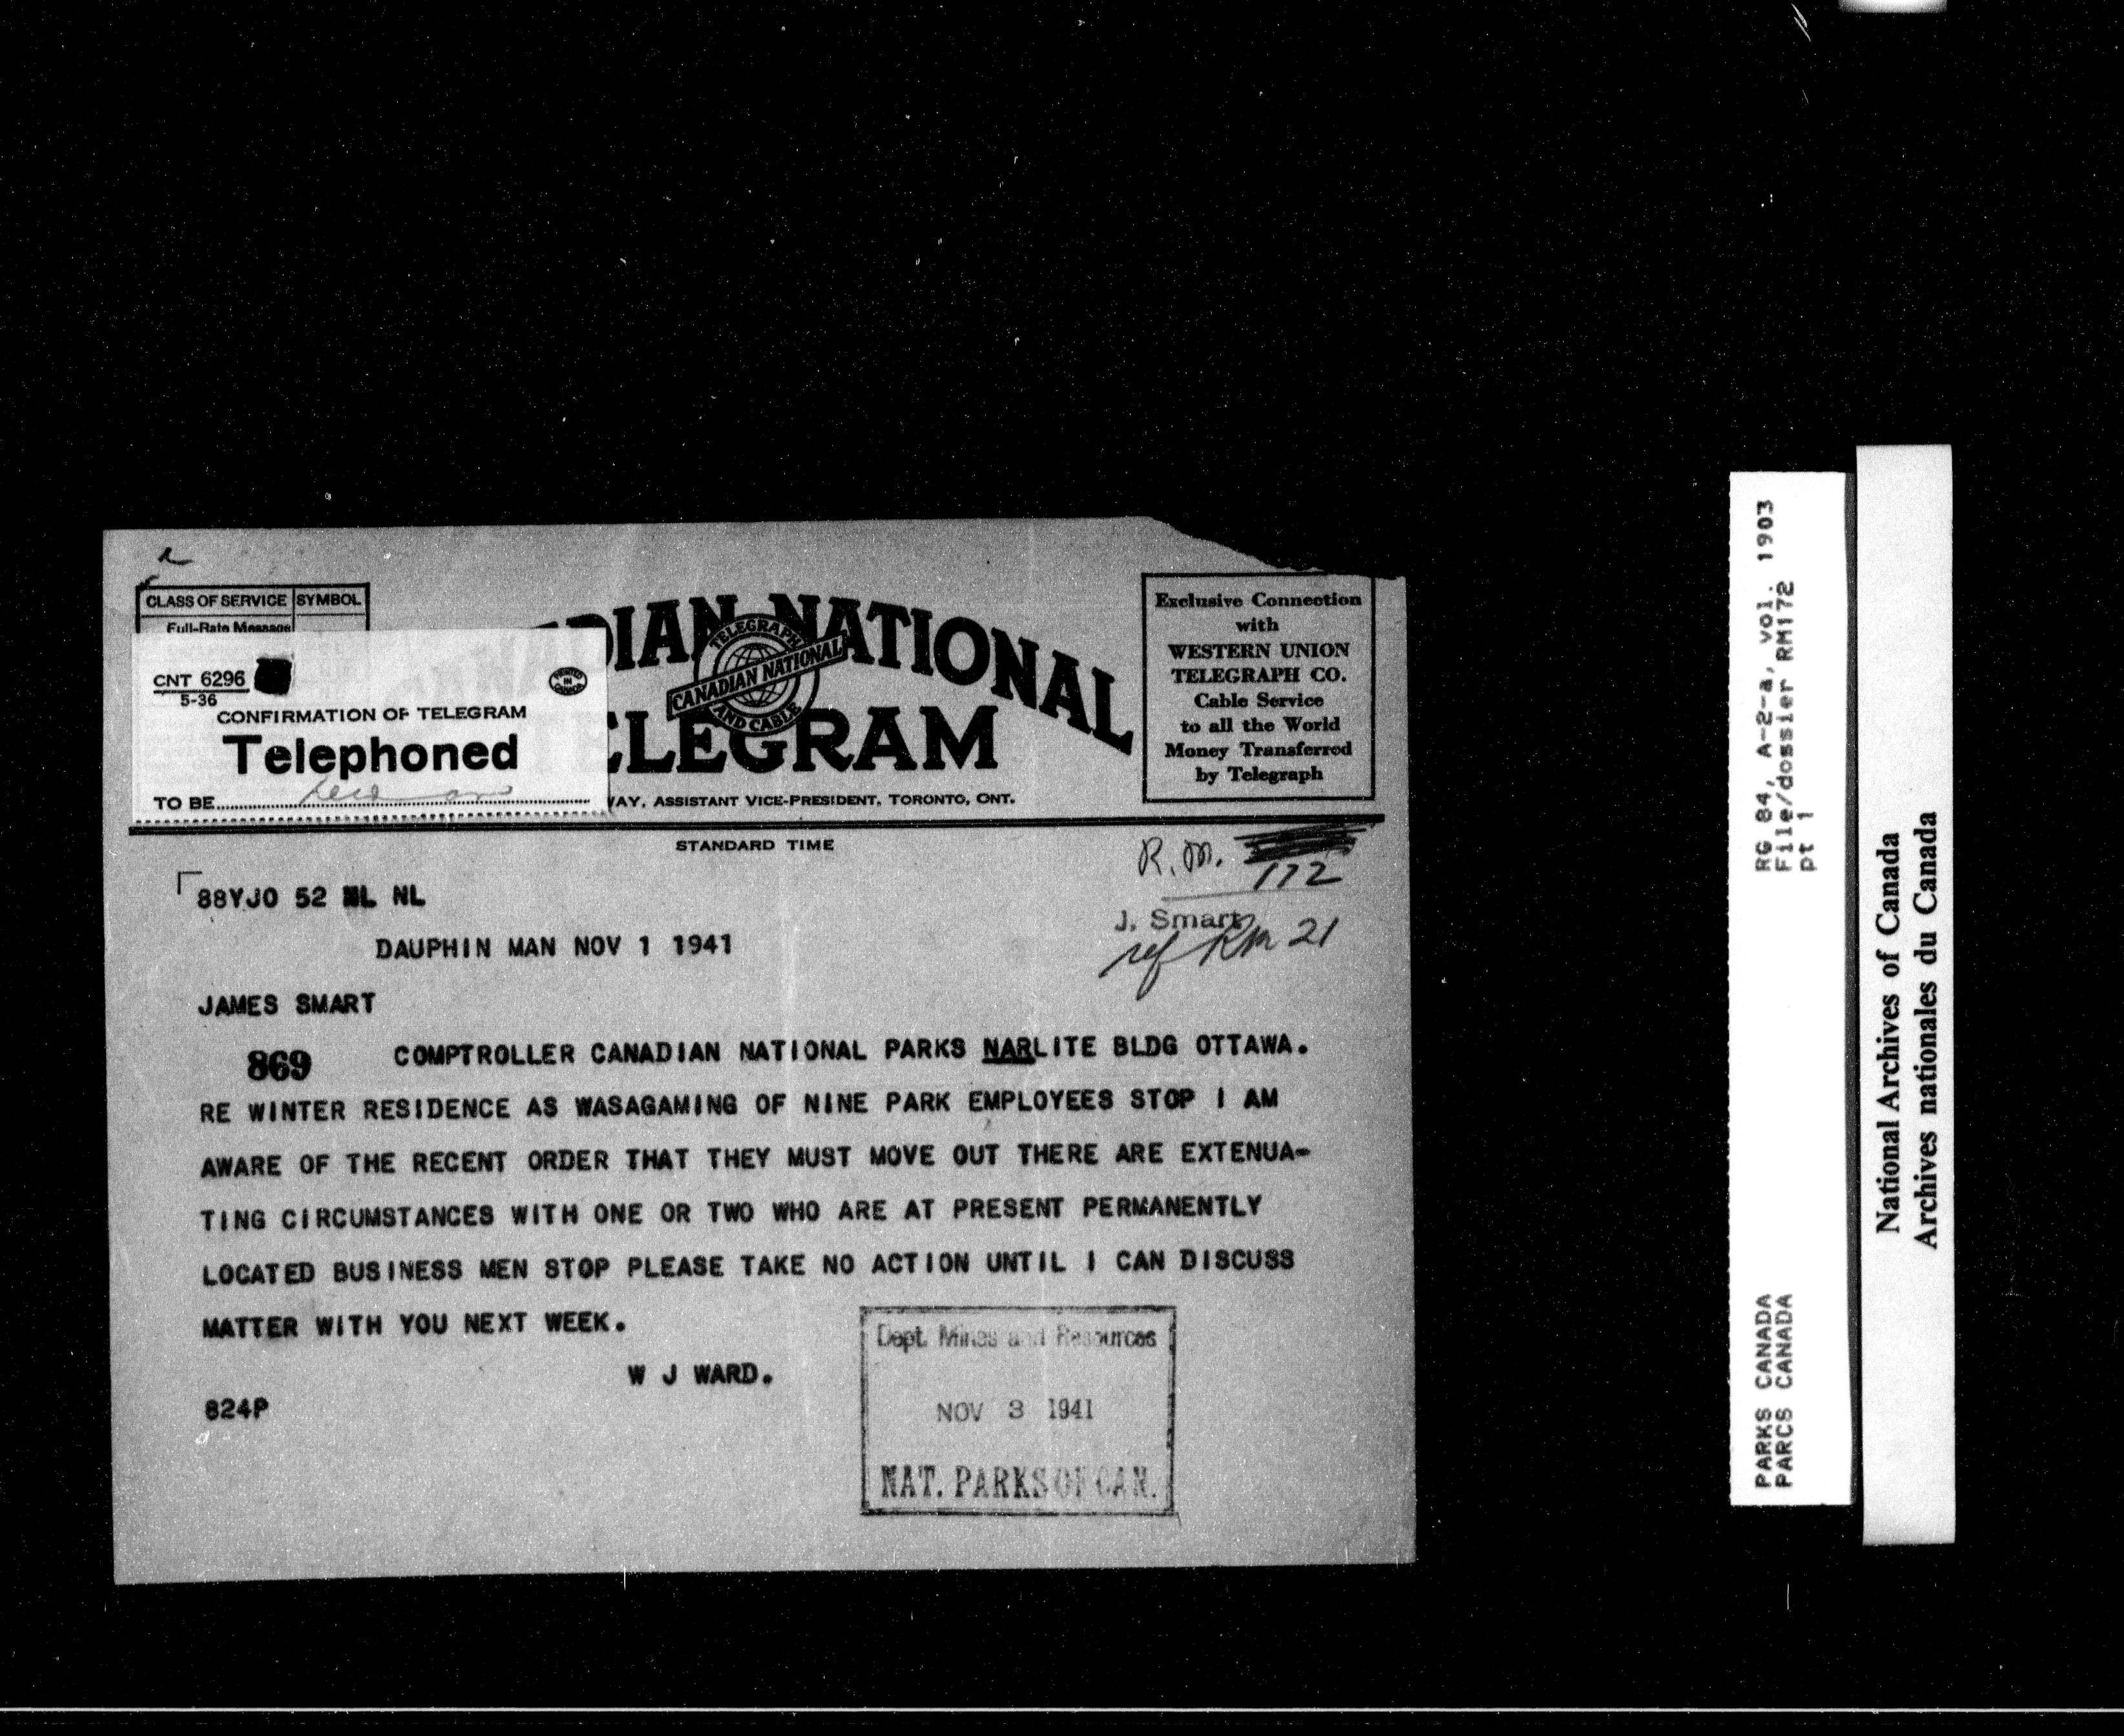 CLASS OF SERVICE SYMBOL
Full-Rate Message
CNT 6296
5-36
PRINTED IN CANADA
CONFIRMATION OF TELEGRAM
Telephoned
TO BE
DIAN NATIONAL
TELEGRAPH
CANADIAN NATIONAL
AND CABLE
ELEGRAM
WAY, ASSISTANT VICE-PRESIDENT, TORONTO, ONT.
Exclusive Connection
with
WESTERN UNION
TELEGRAPH CO.
Cable Service
to all the World
Money Transferred
by Telegraph
STANDARD TIME
R.M.
172
J. Smart
ref RM 21
88YJO 52 NL NL
DAUPHIN MAN NOV 1 1941
JAMES SMART
869 COMPTROLLER CANADIAN NATIONAL PARKS NARLITE BLDG OTTAWA.
RE WINTER RESIDENCE AS WASAGAMING OF NINE PARK EMPLOYEES STOP I AM
AWARE OF THE RECENT ORDER THAT THEY MUST MOVE OUT THERE ARE EXTENUA-
TING CIRCUMSTANCES WITH ONE OR TWO WHO ARE AT PRESENT PERMANENTLY
LOCATED BUSINESS MEN STOP PLEASE TAKE NO ACTION UNTIL I CAN DISCUSS
MATTER WITH YOU NEXT WEEK.
W J WARD.
824P
Dept. Mines and Resources
NOV 3 1941
NAT. PARKS OF CAN.
RG 84, A-2-a, vol. 1903
File/dossier RM172
pt 1
PARKS CANADA
PARCS CANADA
National Archives of Canada
Archives nationales du Canada